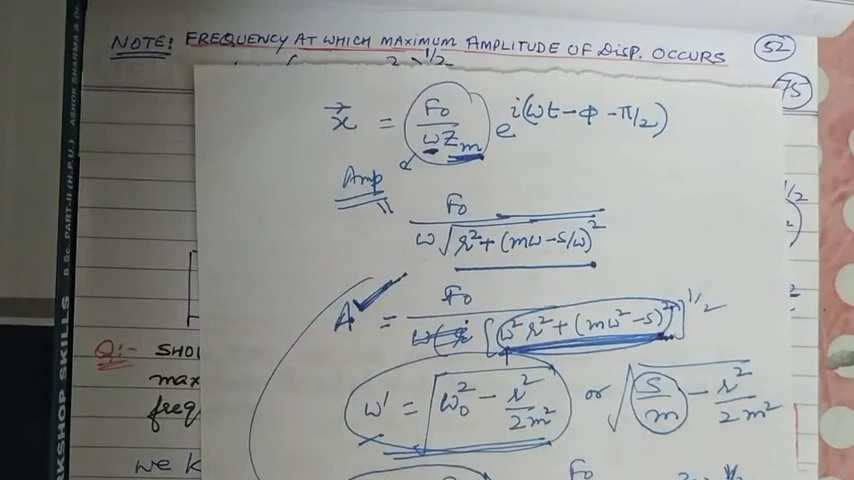 NOTE: FREQUENCY AT WHICH MAXIMUM AMPLITUDE OF DISP. OCCURS
52
75
x⃗ = F₀/(ωZₘ) e^{i(ωt-φ-π/2)}
Amp
F₀/(ω√(r²+(mω-s/ω)²))
A = F₀/[ω²r²+(mω²-s)²]^{1/2}
ω' = √(ω₀² - r²/2m²) or √(s/m - r²/2m²)
Q:- SHO
max
freq
we k
F₀
B.Sc. PART-II (H.P.U.) ASHOK SHARMA
RKSHOP SKILLS